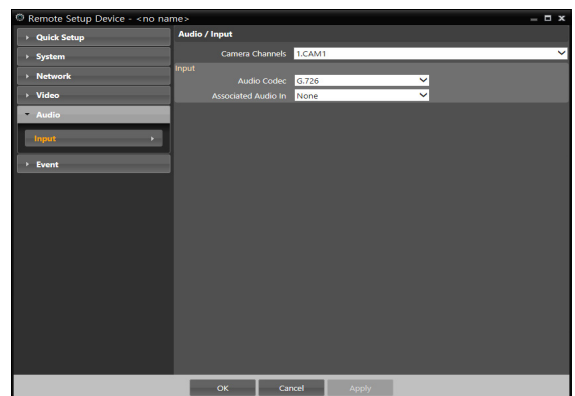 Remote Setup Device - <no name>
Quick Setup
System
Network
Video
Audio
Input
Event
Audio / Input
Camera Channels 1.CAM1
Input
Audio Codec G.726
Associated Audio In None
OK Cancel Apply